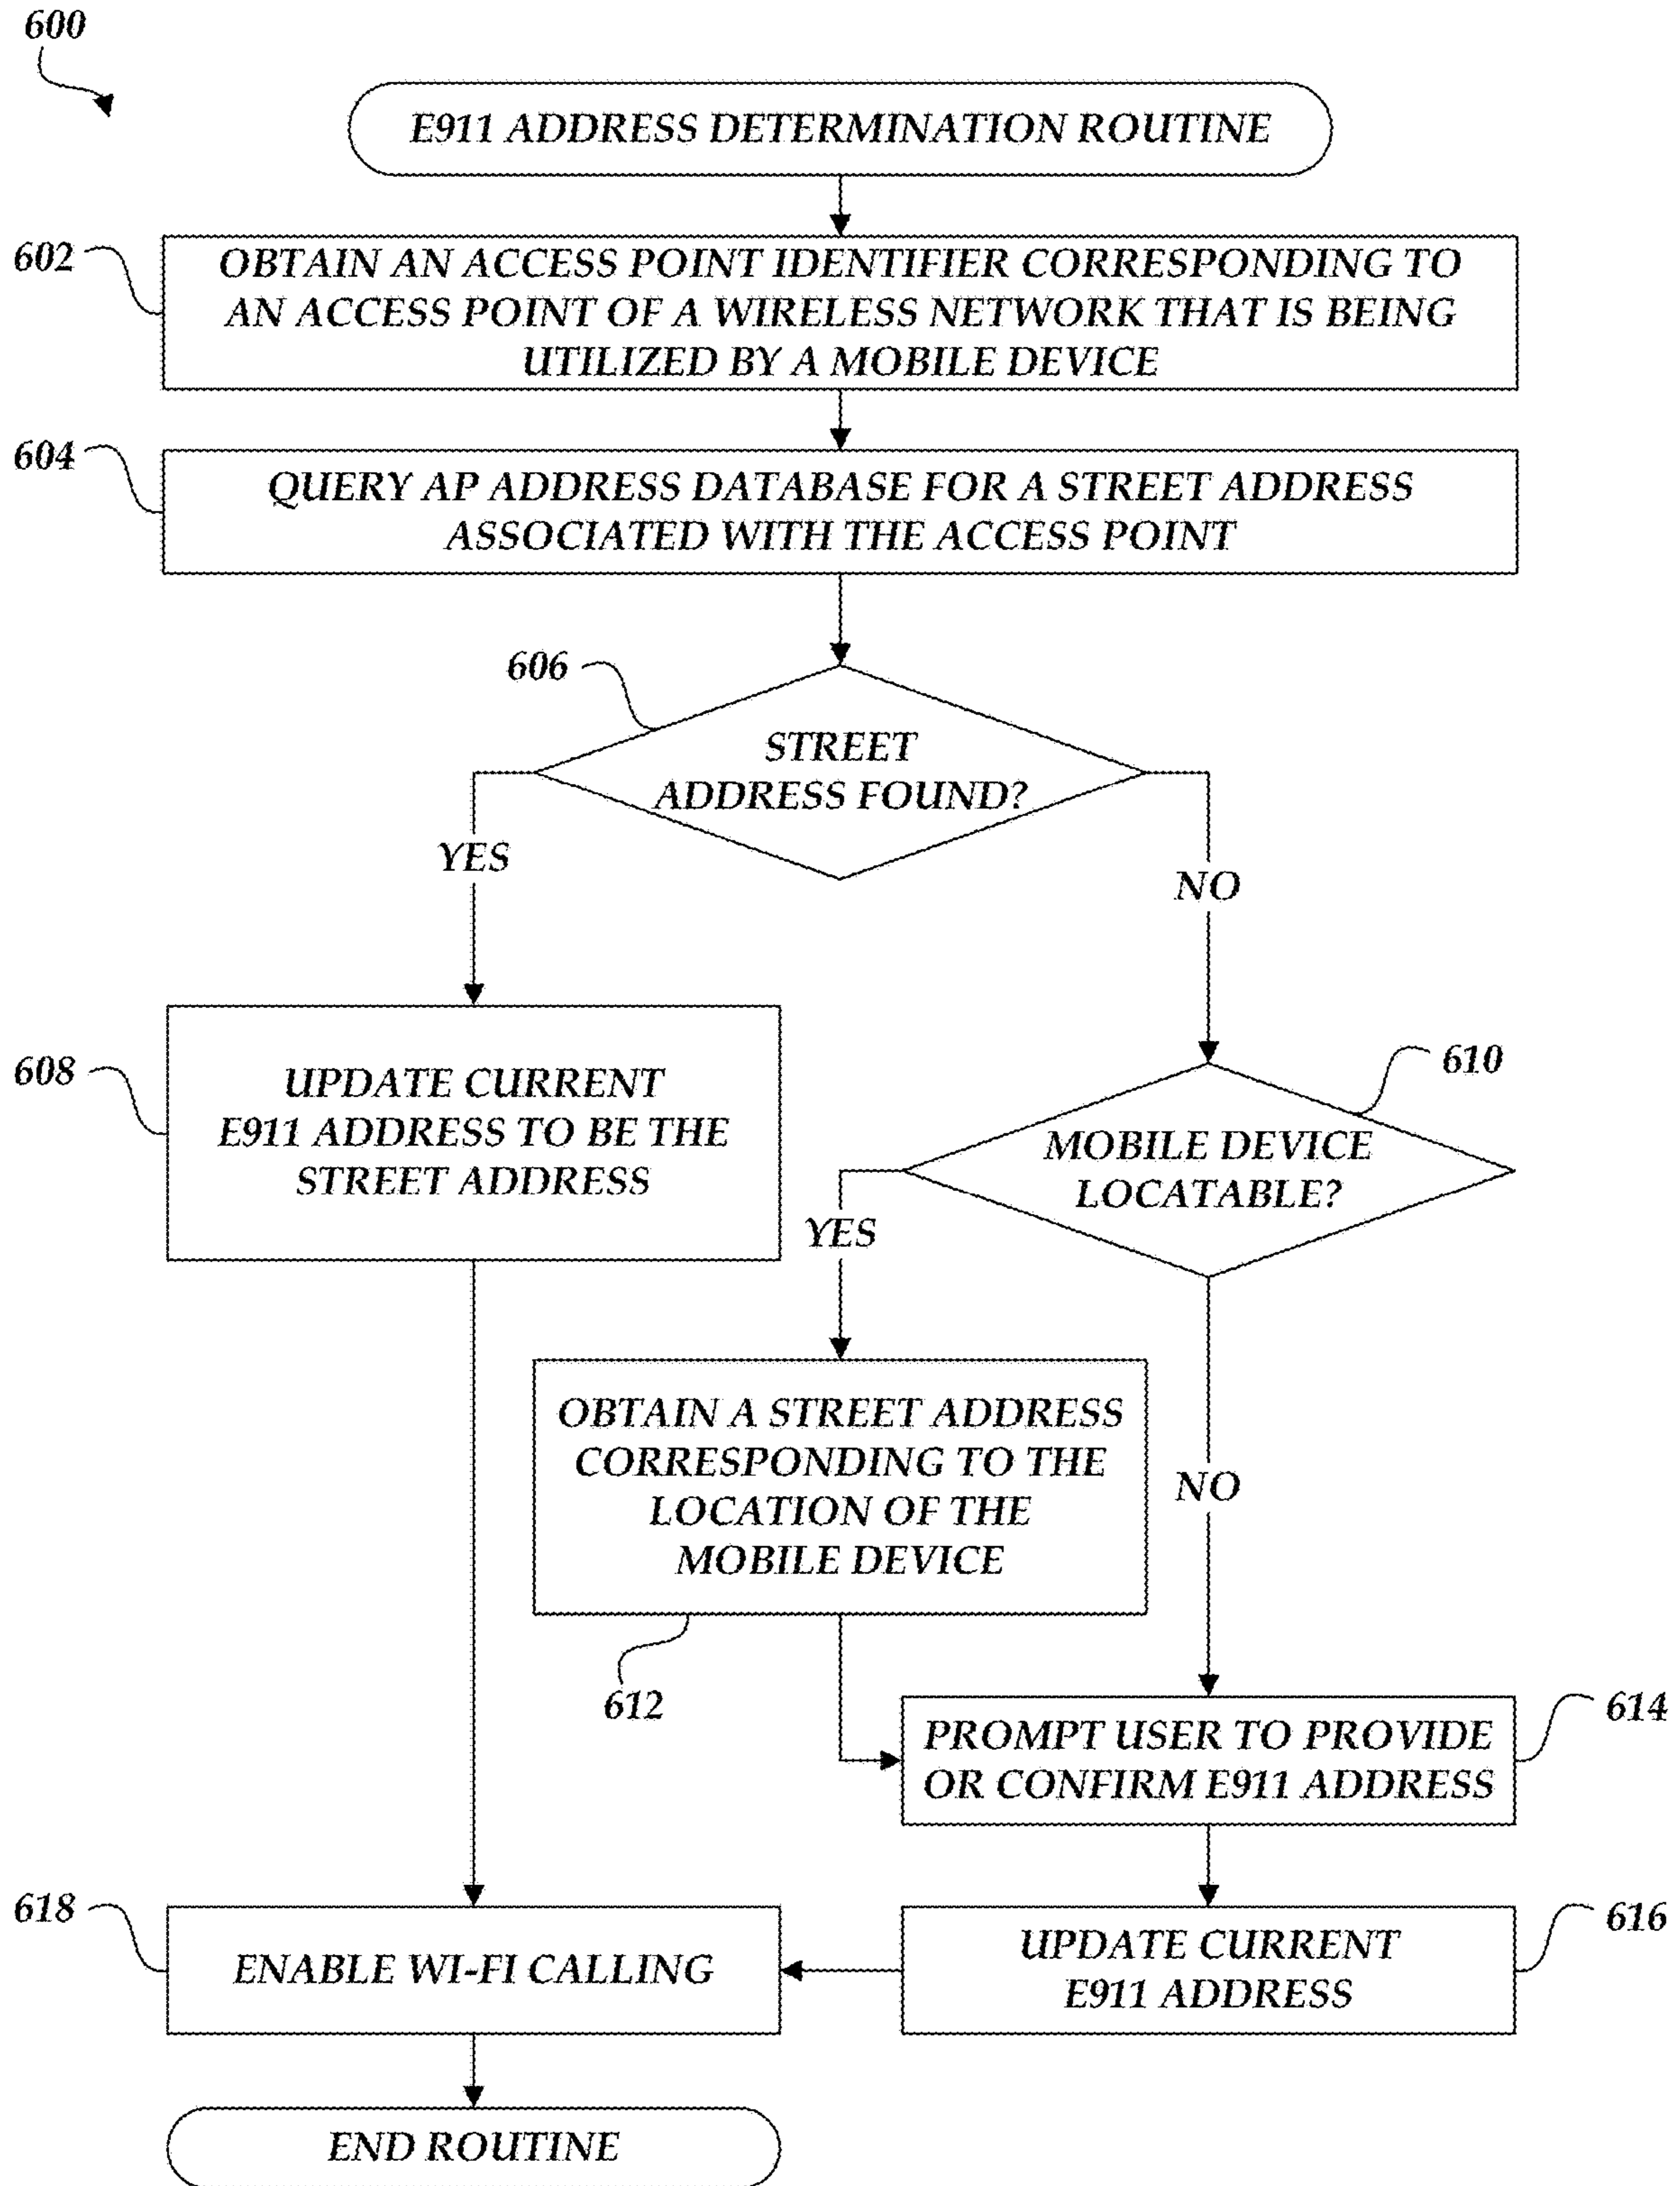 600
E911 ADDRESS DETERMINATION ROUTINE
602
OBTAIN AN ACCESS POINT IDENTIFIER CORRESPONDING TO
AN ACCESS POINT OF A WIRELESS NETWORK THAT IS BEING
UTILIZED BY A MOBILE DEVICE
604
QUERY AP ADDRESS DATABASE FOR A STREET ADDRESS
ASSOCIATED WITH THE ACCESS POINT
606
STREET
ADDRESS FOUND?
YES
NO
608
UPDATE CURRENT
E911 ADDRESS TO BE THE
STREET ADDRESS
610
MOBILE DEVICE
LOCATABLE?
YES
NO
OBTAIN A STREET ADDRESS
CORRESPONDING TO THE
LOCATION OF THE
MOBILE DEVICE
612
614
PROMPT USER TO PROVIDE
OR CONFIRM E911 ADDRESS
616
UPDATE CURRENT
E911 ADDRESS
618
ENABLE WI-FI CALLING
END ROUTINE